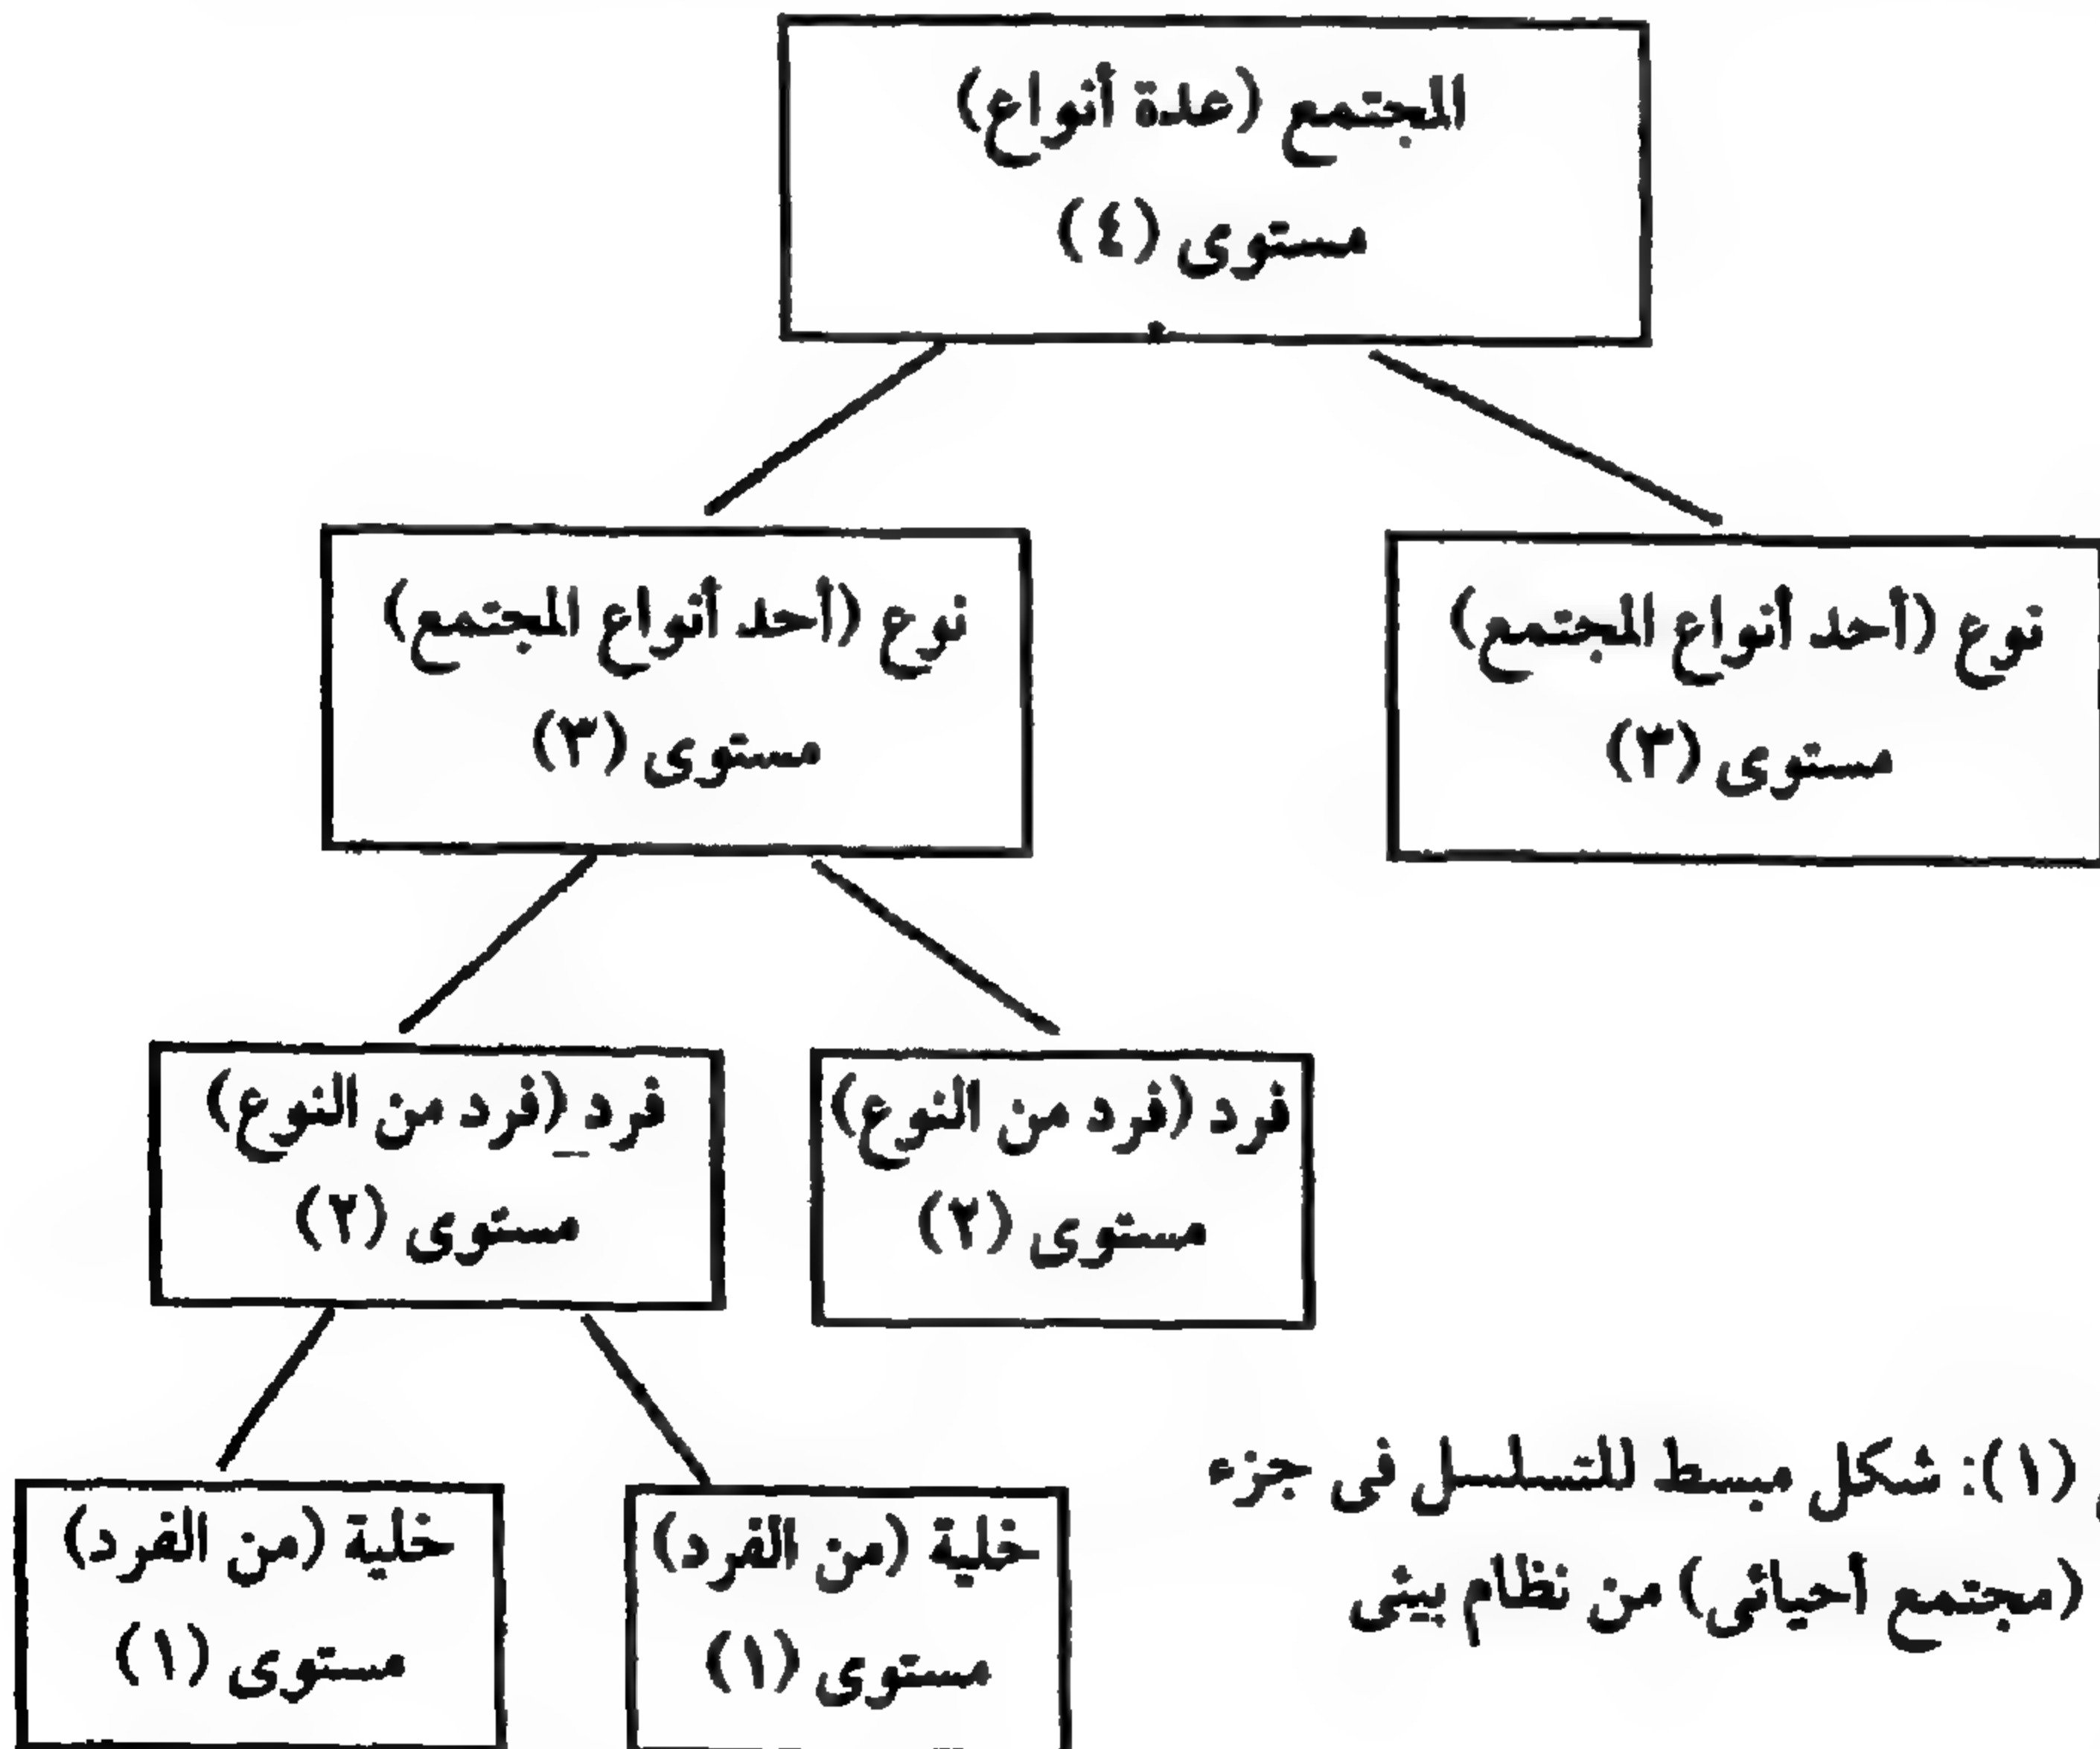 المجتمع (عدة أنواع)
مستوى (٤)
نوع (أحد أنواع المجتمع)
مستوى (٣)
نوع (أحد أنواع المجتمع)
مستوى (٣)
فرد (فرد من النوع)
مستوى (٢)
فرد (فرد من النوع)
مستوى (٢)
خلية (من الفرد)
مستوى (١)
خلية (من الفرد)
مستوى (١)
(١): شكل مبسط للتسلسل فى جزء
(مجتمع أحيائى) من نظام بيئى